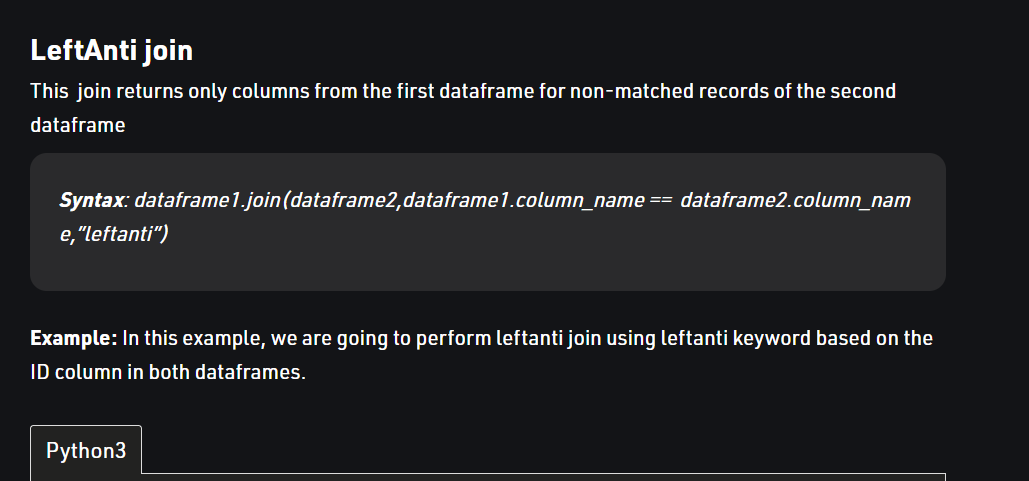 LeftAnti join
This  join returns only columns from the first dataframe for non-matched records of the second
dataframe
Syntax: dataframe1.join(dataframe2,dataframe1.column_name ==  dataframe2.column_nam
e,”leftanti”)
Example: In this example, we are going to perform leftanti join using leftanti keyword based on the
ID column in both dataframes.
Python3